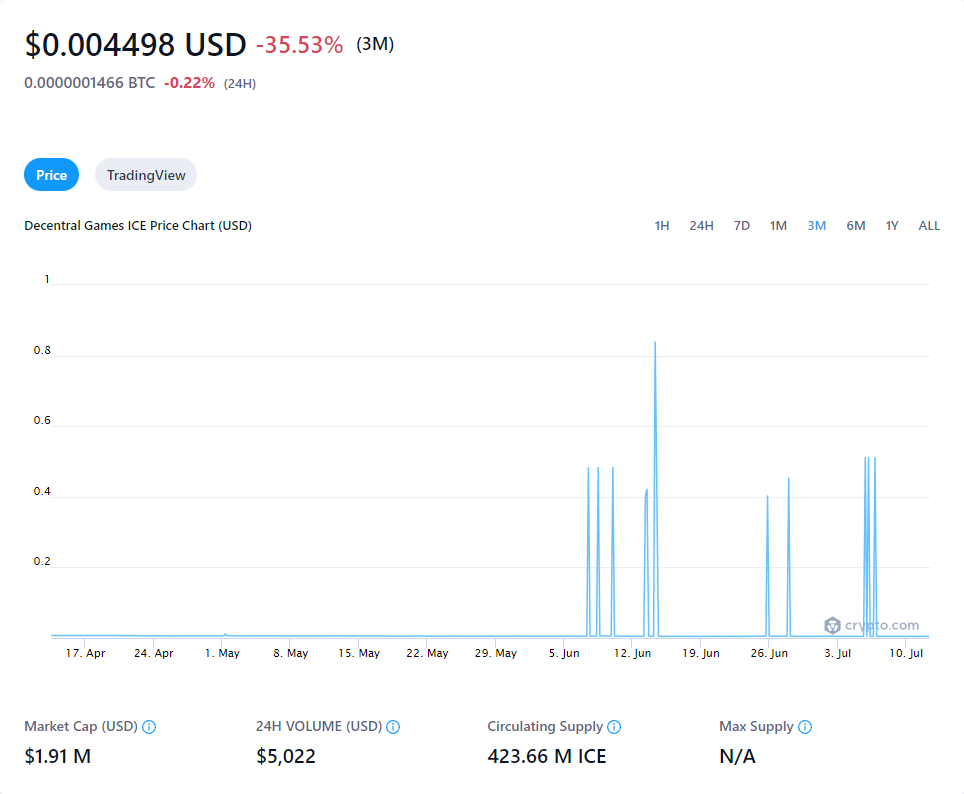 $0.004498 USD -35.53% (3M)
0.0000001466 BTC -0.22% (24H)
Price TradingView
Decentral Games ICE Price Chart (USD) 1H 24H 7D 1M 3M 6M 1Y ALL
1
0.8
0.6
0.4
0.2
crypto.com
17. Apr 24. Apr 1. May 8. May 15. May 22. May 29. May 5. Jun 12. Jun 19. Jun 26. Jun 3. Jul 10. Jul
Market Cap (USD) 24H VOLUME (USD) Circulating Supply Max Supply
$1.91 M $5,022 423.66 M ICE N/A